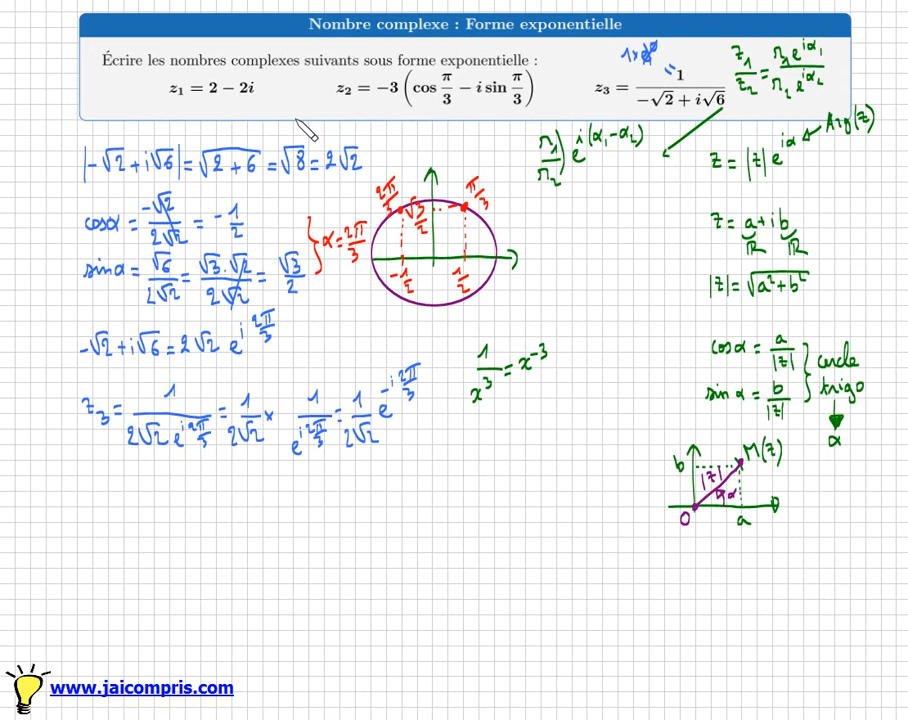 Nombre complexe : Forme exponentielle
Écrire les nombres complexes suivants sous forme exponentielle :
z₁ = 2 − 2i
z₂ = −3 (cos π/3 − i sin π/3)
z₃ = 1/(−√2 + i√6)
z₁/z₂ = r₁e^{iα₁}/r₂e^{iα₂}
r₁/r₂ e^{i(α₁−α₂)}
|−√2 + i√6| = √(2+6) = √8 = 2√2
cosα = −√2/2√2 = −1/2
sinα = √6/2√2 = √3.√2/2√2 = √3/2
} α = 2π/3
2π/3
√3/2
π/3
−1/2
1/2
−√2 + i√6 = 2√2 e^{i 2π/3}
z₃ = 1/(2√2 e^{i 2π/3}) = 1/2√2 × 1/e^{i 2π/3} = 1/2√2 e^{−i 2π/3}
1/x³ = x⁻³
z = |z| e^{iα} Arg(z)
z = a + ib
ℝ ℝ
|z| = √(a² + b²)
cosα = a/|z|
sinα = b/|z|
} cercle
trigo
α
b M(z)
|z|
α
O a
www.jaicompris.com